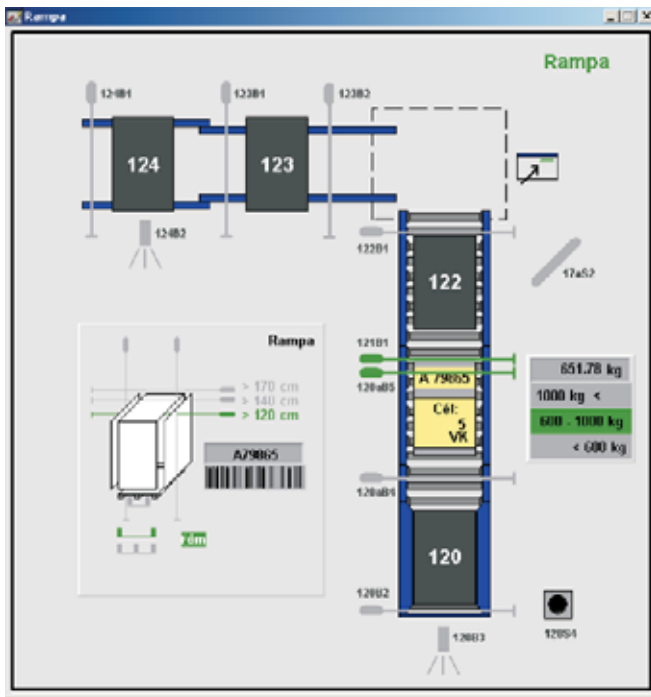 Rampa
Rampa
124B1
123B1
123B2
124
123
124B2
122B1
17aS2
122
Rampa
121B1
> 170 cm
> 140 cm
> 120 cm
120aB5
A 79865
651.78 kg
1000 kg <
600 - 1000 kg
< 600 kg
Cél:
5
VK
A79865
120aB1
120
120B2
120B3
120S4